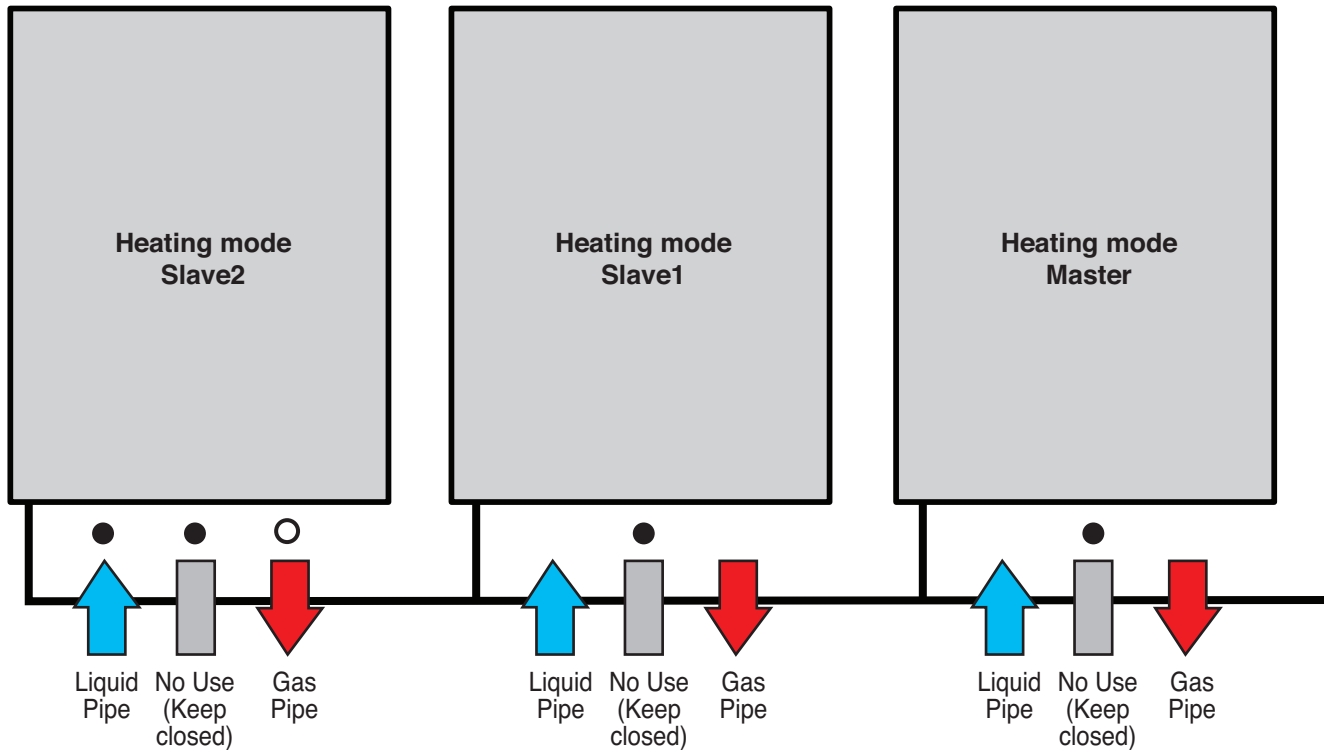 Heating mode
Slave2
Heating mode
Slave1
Heating mode
Master
Liquid
Pipe
No Use
(Keep
closed)
Gas
Pipe
Liquid
Pipe
No Use
(Keep
closed)
Gas
Pipe
Liquid
Pipe
No Use
(Keep
closed)
Gas
Pipe